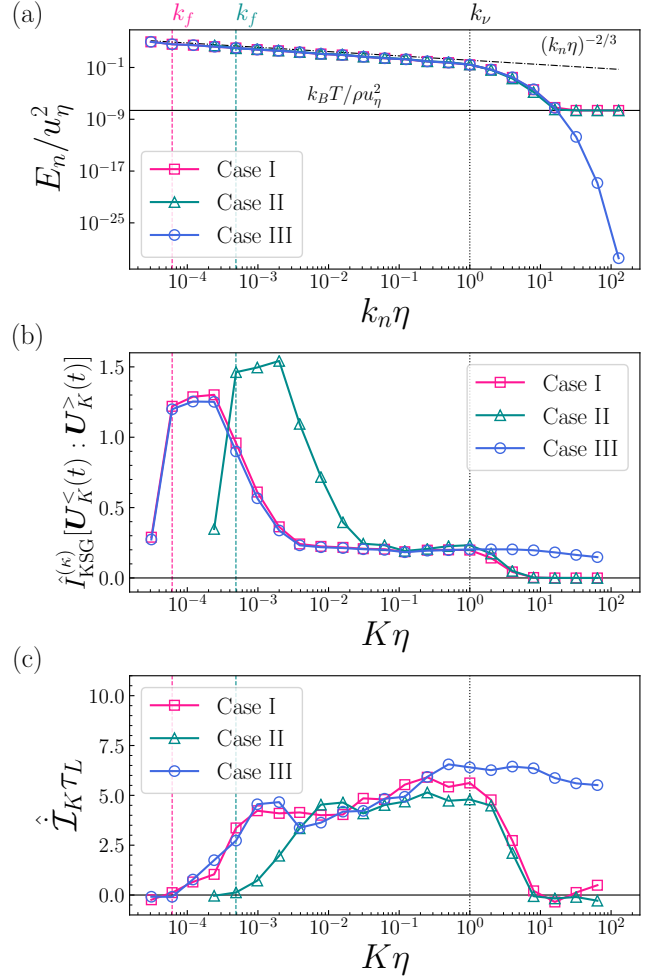 (a)
k_f k_f k_ν
(k_nη)^{-2/3}
k_BT/ρu_η^2
E_n/u_η^2
10^{-1}
10^{-9}
10^{-17}
10^{-25}
Case I
Case II
Case III
10^{-4} 10^{-3} 10^{-2} 10^{-1} 10^0 10^1 10^2
k_nη
(b)
Î_{KSG}^{(κ)}[U_K^<(t) : U_K^>(t)]
1.5
1.0
0.5
0.0
Case I
Case II
Case III
10^{-4} 10^{-3} 10^{-2} 10^{-1} 10^0 10^1 10^2
Kη
(c)
\hat{\dot{I}}_K τ_L
10.0
7.5
5.0
2.5
0.0
Case I
Case II
Case III
10^{-4} 10^{-3} 10^{-2} 10^{-1} 10^0 10^1 10^2
Kη